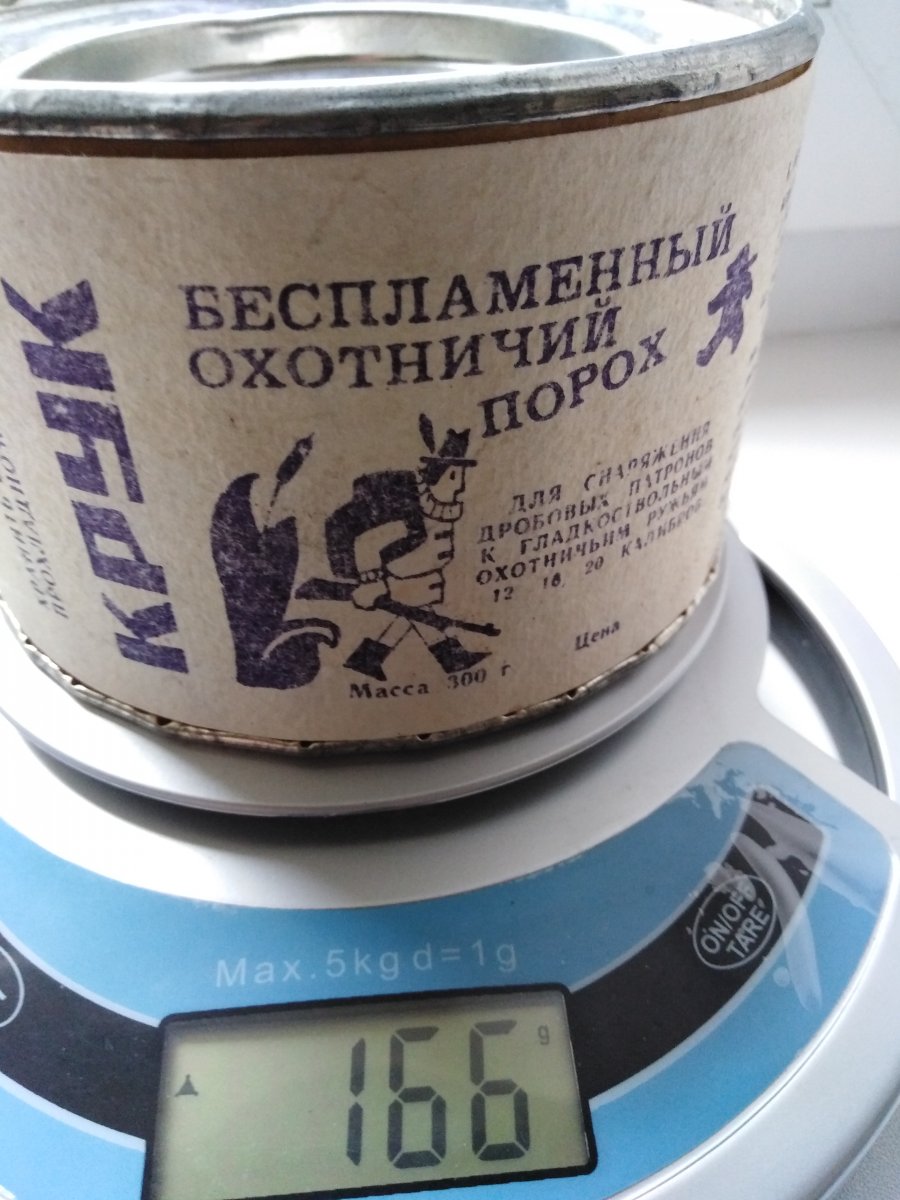 КРУК
БЕСПЛАМЕННЫЙ
ОХОТНИЧИЙ
ПОРОХ
ДЛЯ СНАРЯЖЕНИЯ
ДРОБОВЫХ ПАТРОНОВ
К ГЛАДКОСТВОЛЬНЫМ
ОХОТНИЧЬИМ РУЖЬЯМ
12 16, 20 КАЛИБРОВ
Цена
Масса 300 г
Max.5kg d=1g
ON/OFF
TARE
166 g